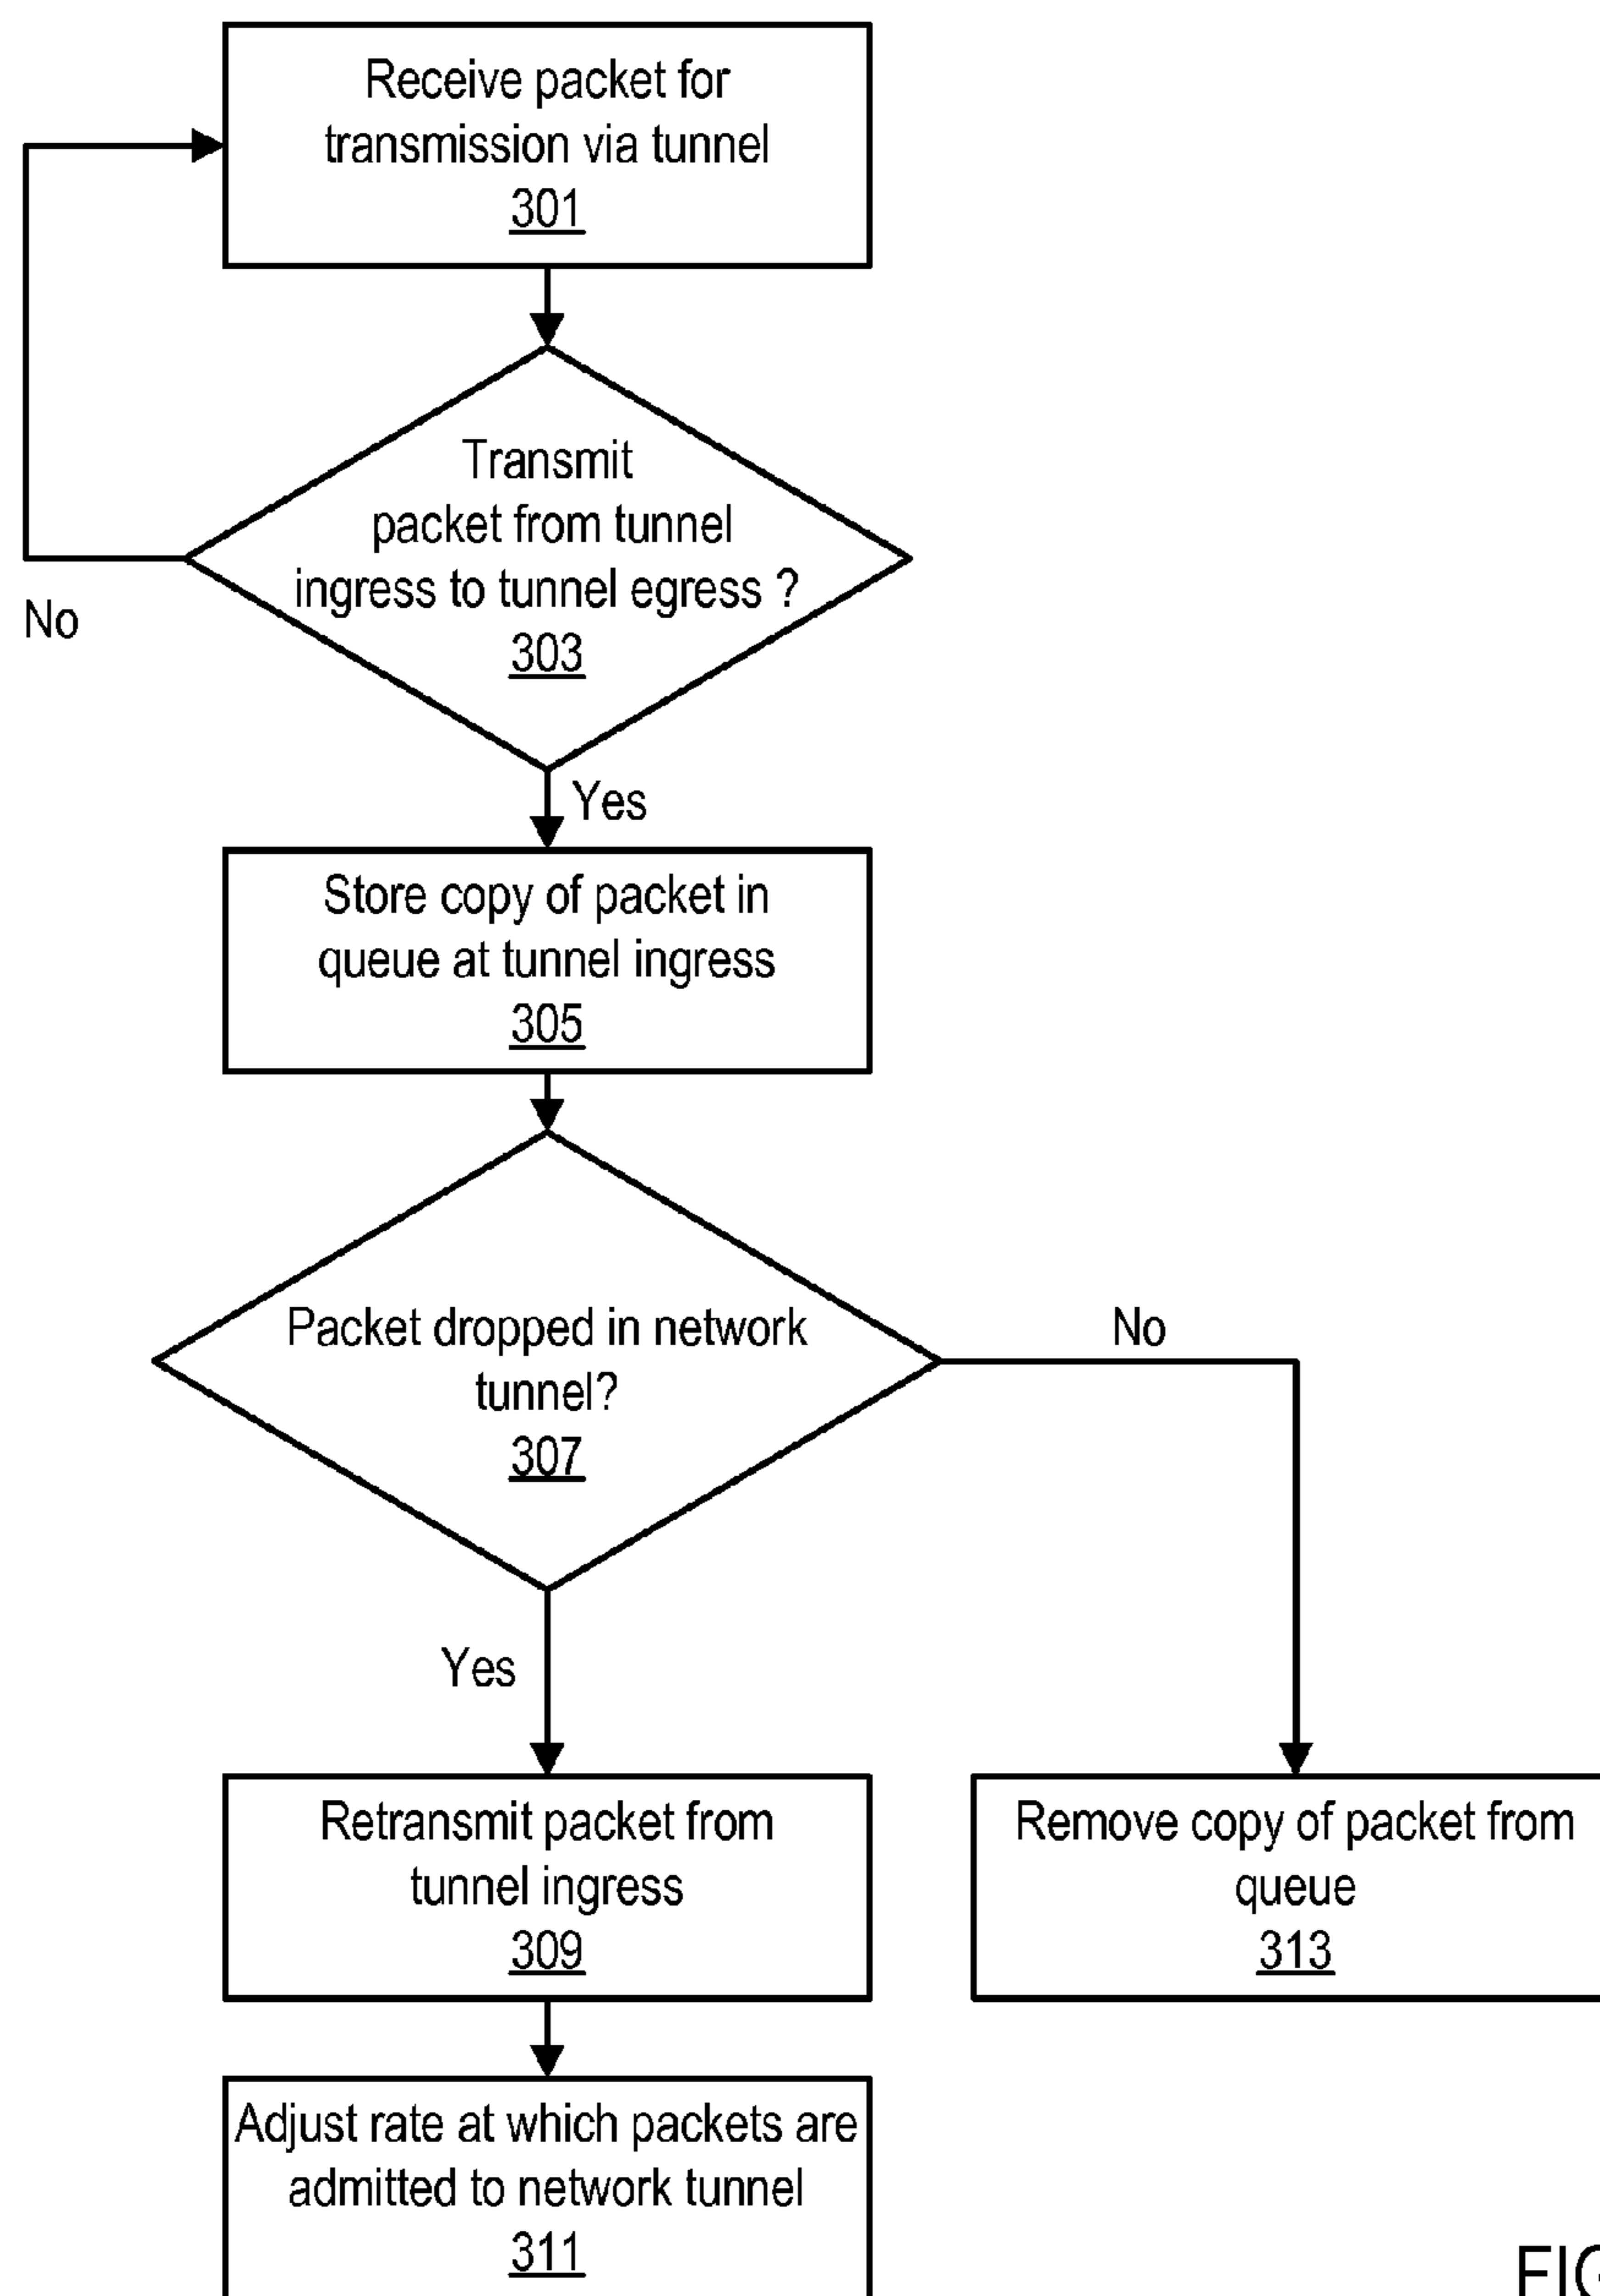 Receive packet for
transmission via tunnel
301
Transmit
packet from tunnel
ingress to tunnel egress ?
303
No
Yes
Store copy of packet in
queue at tunnel ingress
305
Packet dropped in network
tunnel?
307
No
Yes
Retransmit packet from
tunnel ingress
309
Remove copy of packet from
queue
313
Adjust rate at which packets are
admitted to network tunnel
311
FIG